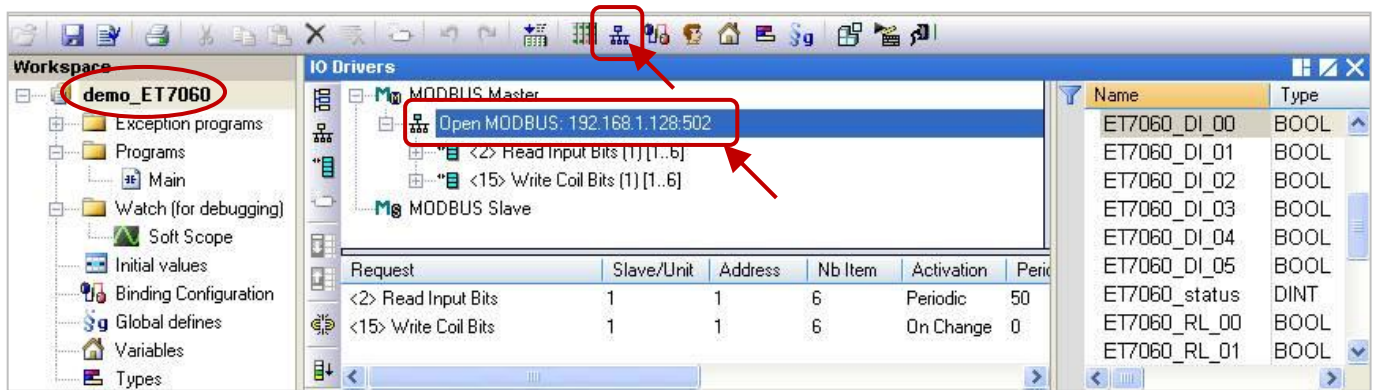 Workspace
demo_ET7060
Exception programs
Programs
Main
Watch (for debugging)
Soft Scope
Initial values
Binding Configuration
Global defines
Variables
Types
IO Drivers
MODBUS Master
Open MODBUS: 192.168.1.128:502
<2> Read Input Bits (1) [1..6]
<15> Write Coil Bits (1) [1..6]
MODBUS Slave
Request Slave/Unit Address Nb Item Activation Peri
<2> Read Input Bits 1 1 6 Periodic 50
<15> Write Coil Bits 1 1 6 On Change 0
Name Type
ET7060_DI_00 BOOL
ET7060_DI_01 BOOL
ET7060_DI_02 BOOL
ET7060_DI_03 BOOL
ET7060_DI_04 BOOL
ET7060_DI_05 BOOL
ET7060_status DINT
ET7060_RL_00 BOOL
ET7060_RL_01 BOOL